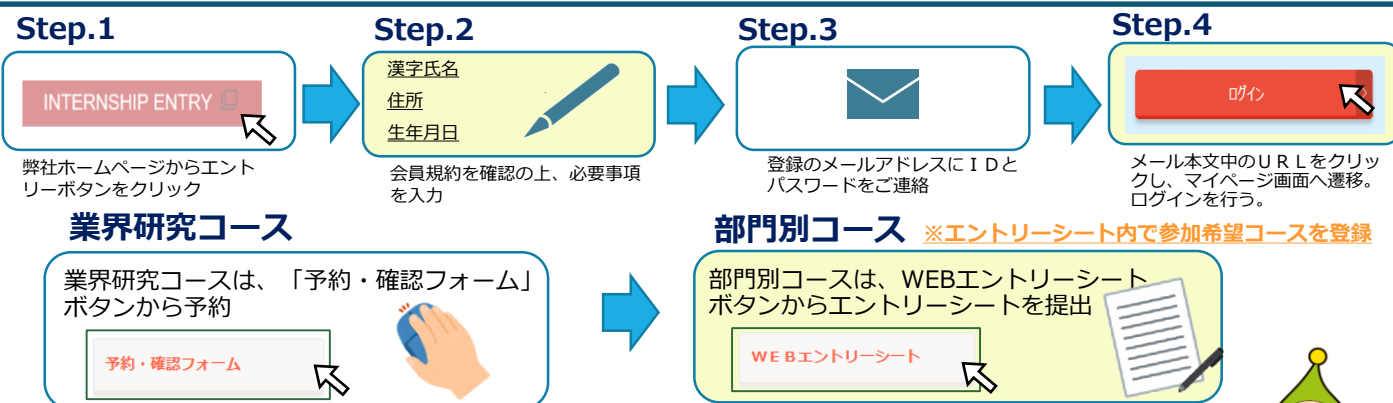 Step.1
INTERNSHIP ENTRY
弊社ホームページからエント
リーボタンをクリック
Step.2
漢字氏名
住所
生年月日
会員規約を確認の上、必要事項
を入力
Step.3
登録のメールアドレスにＩＤと
パスワードをご連絡
Step.4
ログイン
メール本文中のＵＲＬをクリッ
クし、マイページ画面へ遷移。
ログインを行う。
業界研究コース
業界研究コースは、「予約・確認フォーム」
ボタンから予約
予約・確認フォーム
部門別コース ※エントリーシート内で参加希望コースを登録
部門別コースは、WEBエントリーシート
ボタンからエントリーシートを提出
ＷＥＢエントリーシート